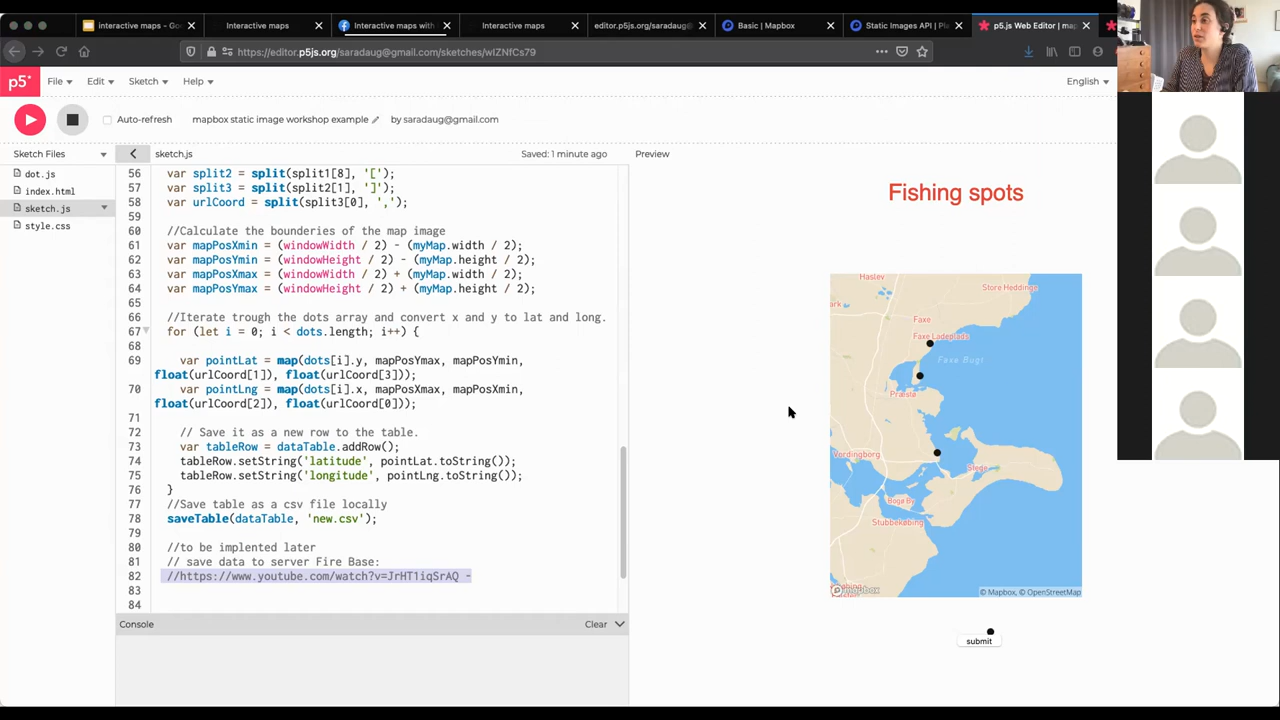 interactive maps - Goo
Interactive maps
Interactive maps with
Interactive maps
editor.p5js.org/saradaug@
Basic | Mapbox
Static Images API | Pla
p5.js Web Editor | map
https://editor.p5js.org/saradaug@gmail.com/sketches/wIZNfCs79
p5*
File
Edit
Sketch
Help
English
Auto-refresh
mapbox static image workshop example
by saradaug@gmail.com
Sketch Files
sketch.js
Saved: 1 minute ago
Preview
dot.js
index.html
sketch.js
style.css
56 var split2 = split(split1[8], '[');
57 var split3 = split(split2[1], ']');
58 var urlCoord = split(split3[0], ',');
59
60 //Calculate the bounderies of the map image
61 var mapPosXmin = (windowWidth / 2) - (myMap.width / 2);
62 var mapPosYmin = (windowHeight / 2) - (myMap.height / 2);
63 var mapPosXmax = (windowWidth / 2) + (myMap.width / 2);
64 var mapPosYmax = (windowHeight / 2) + (myMap.height / 2);
65
66 //Iterate trough the dots array and convert x and y to lat and long.
67 for (let i = 0; i < dots.length; i++) {
68
69 var pointLat = map(dots[i].y, mapPosYmax, mapPosYmin,
float(urlCoord[1]), float(urlCoord[3]));
70 var pointLng = map(dots[i].x, mapPosXmax, mapPosXmin,
float(urlCoord[2]), float(urlCoord[0]));
71
72 // Save it as a new row to the table.
73 var tableRow = dataTable.addRow();
74 tableRow.setString('latitude', pointLat.toString());
75 tableRow.setString('longitude', pointLng.toString());
76 }
77 //Save table as a csv file locally
78 saveTable(dataTable, 'new.csv');
79
80 //to be implented later
81 // save data to server Fire Base:
82 //https://www.youtube.com/watch?v=JrHT1iqSrAQ -
83
84
Console
Clear
Fishing spots
Haslev
Store Heddinge
ark
Faxe
Faxe Ladeplads
Faxe Bugt
Præstø
Vordingborg
Stege
Bogø By
Stubbekøbing
mapbox
© Mapbox, © OpenStreetMap
submit